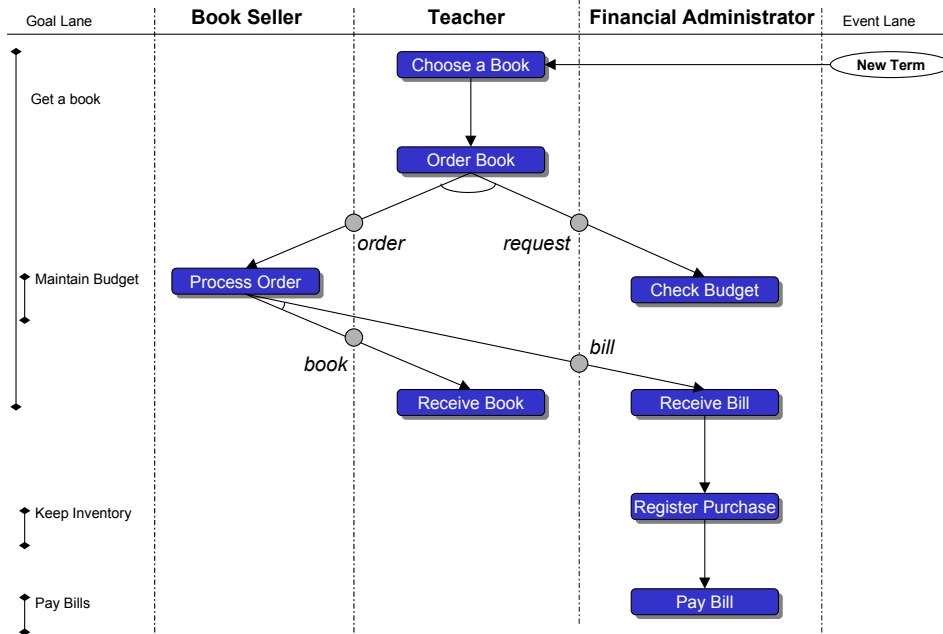 Goal Lane
Book Seller
Teacher
Financial Administrator
Event Lane
Choose a Book
New Term
Get a book
Order Book
order
request
Maintain Budget
Process Order
Check Budget
book
bill
Receive Book
Receive Bill
Keep Inventory
Register Purchase
Pay Bills
Pay Bill